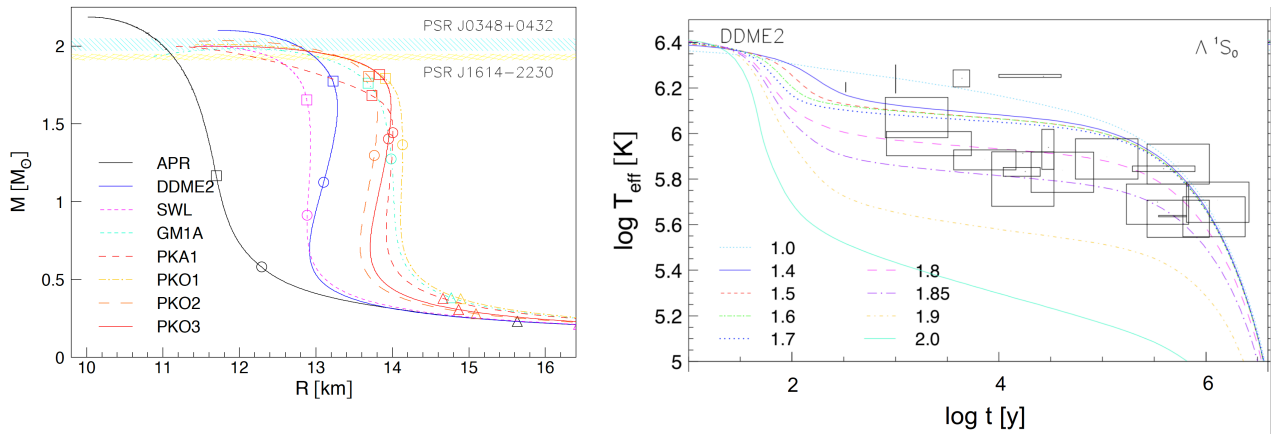 PSR J0348+0432
PSR J1614-2230
M [M⊙]
2
1.5
1
0.5
0
APR
DDME2
SWL
GM1A
PKA1
PKO1
PKO2
PKO3
10
11
12
13
14
15
16
R [km]
DDME2
Λ ¹S₀
log Teff [K]
6.4
6.2
6
5.8
5.6
5.4
5.2
5
1.0
1.4
1.5
1.6
1.7
1.8
1.85
1.9
2.0
2
4
6
log t [y]